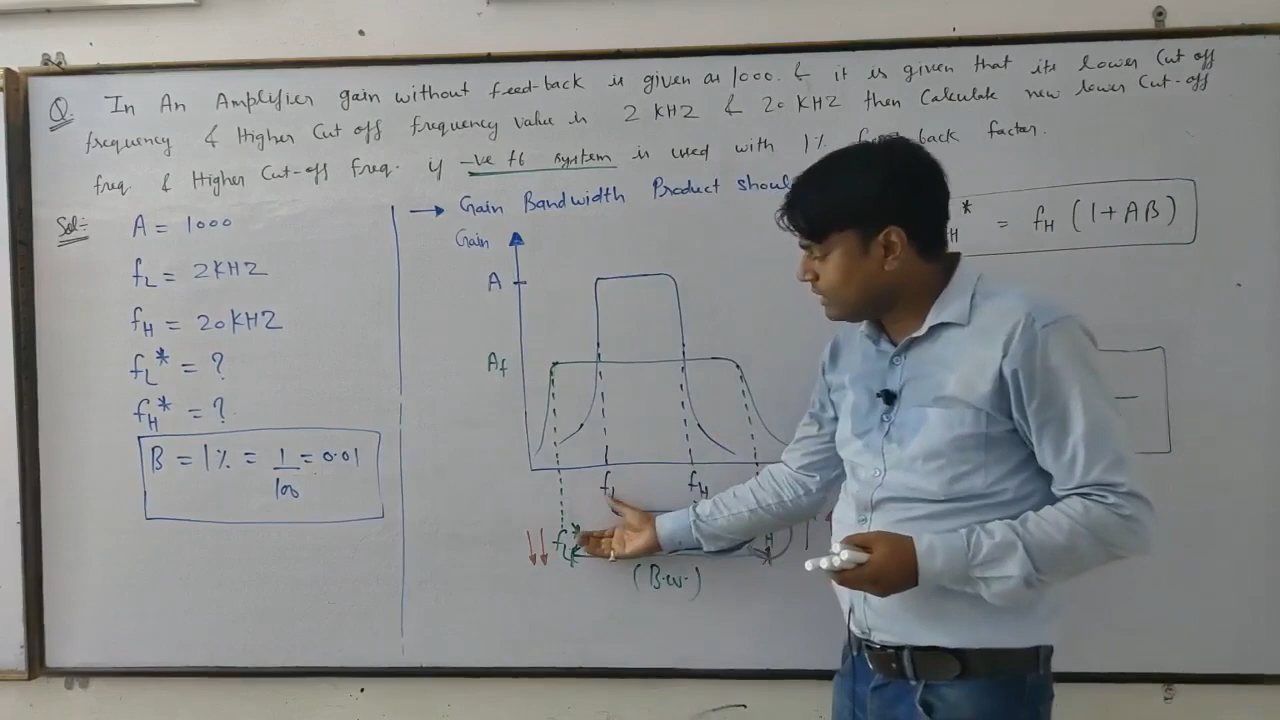 Q. In An Amplifier gain without feed-back is given as 1000. & it is given that its lower Cut off
frequency & Higher Cut off frequency value is 2 KHZ & 20 KHZ then Calculate new lower Cut-off
freq. & Higher Cut-off freq. if -ve fb system is used with 1% back factor.
Sol:-
A = 1000
fL = 2KHZ
fH = 20KHZ
fL* = ?
fH* = ?
B = 1% = 1/100 = 0.01
→ Gain Bandwidth Product
Gain
A
Af
fL
fH
fL*
H
(B.W.)
H* = fH (1+AB)